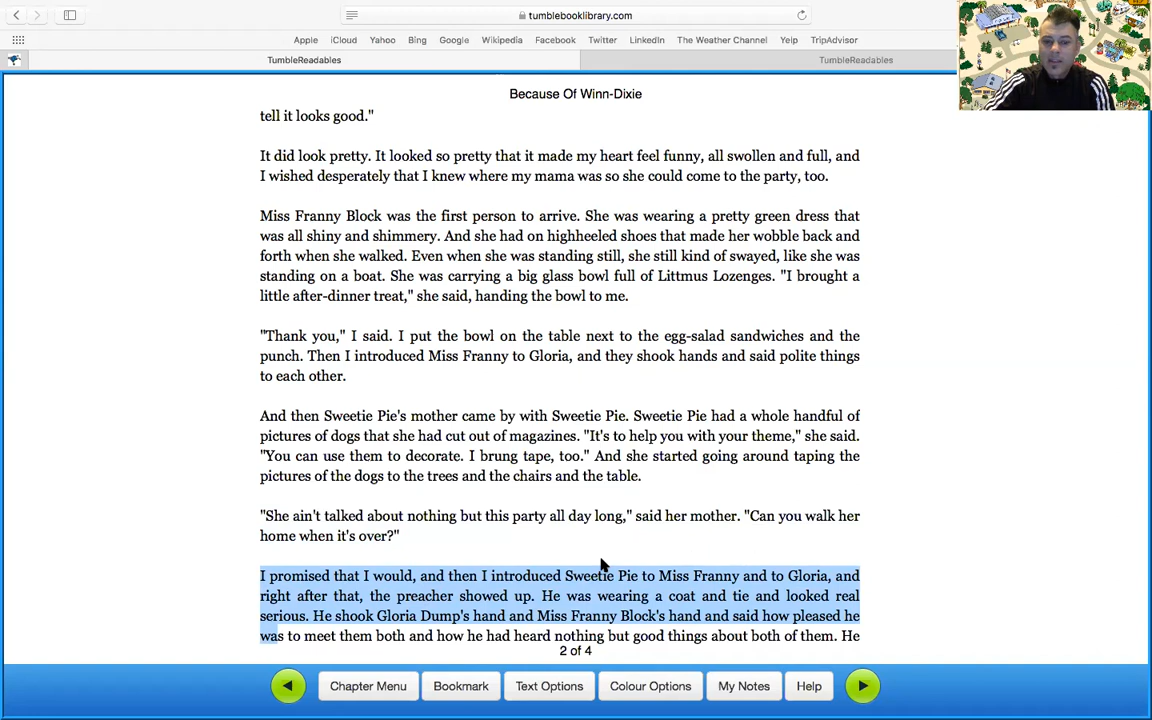 tumblebooklibrary.com
Apple iCloud Yahoo Bing Google Wikipedia Facebook Twitter LinkedIn The Weather Channel Yelp TripAdvisor
TumbleReadables TumbleReadables
Because Of Winn-Dixie
tell it looks good."
It did look pretty. It looked so pretty that it made my heart feel funny, all swollen and full, and
I wished desperately that I knew where my mama was so she could come to the party, too.
Miss Franny Block was the first person to arrive. She was wearing a pretty green dress that
was all shiny and shimmery. And she had on highheeled shoes that made her wobble back and
forth when she walked. Even when she was standing still, she still kind of swayed, like she was
standing on a boat. She was carrying a big glass bowl full of Littmus Lozenges. "I brought a
little after-dinner treat," she said, handing the bowl to me.
"Thank you," I said. I put the bowl on the table next to the egg-salad sandwiches and the
punch. Then I introduced Miss Franny to Gloria, and they shook hands and said polite things
to each other.
And then Sweetie Pie's mother came by with Sweetie Pie. Sweetie Pie had a whole handful of
pictures of dogs that she had cut out of magazines. "It's to help you with your theme," she said.
"You can use them to decorate. I brung tape, too." And she started going around taping the
pictures of the dogs to the trees and the chairs and the table.
"She ain't talked about nothing but this party all day long," said her mother. "Can you walk her
home when it's over?"
I promised that I would, and then I introduced Sweetie Pie to Miss Franny and to Gloria, and
right after that, the preacher showed up. He was wearing a coat and tie and looked real
serious. He shook Gloria Dump's hand and Miss Franny Block's hand and said how pleased he
was to meet them both and how he had heard nothing but good things about both of them. He
2 of 4
Chapter Menu Bookmark Text Options Colour Options My Notes Help